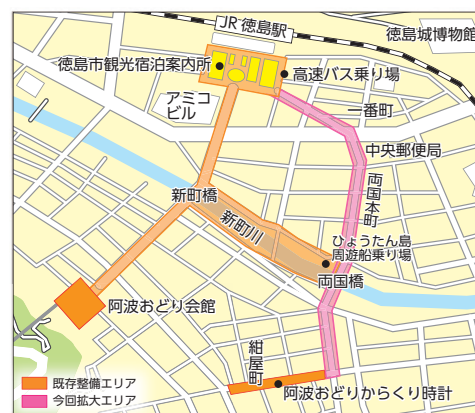 JR 徳島駅
徳島城博物館
徳島市観光宿泊案内所
高速バス乗り場
アミコ
ビル
一番町
中央郵便局
両国本町
新町橋
新町川
ひょうたん島
周遊船乗り場
両国橋
阿波おどり会館
紺屋町
阿波おどりからくり時計
既存整備エリア
今回拡大エリア